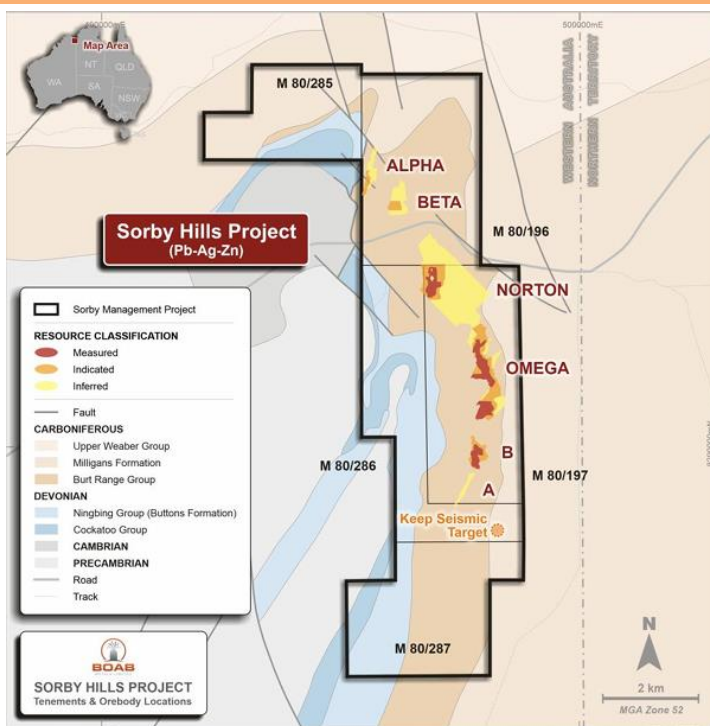 490000mE
509000mE
Map Area
NT
QLD
WA
SA
NSW
WESTERN AUSTRALIA
NORTHERN TERRITORY
M 80/285
ALPHA
BETA
Sorby Hills Project
(Pb-Ag-Zn)
M 80/196
NORTON
OMEGA
Sorby Management Project
RESOURCE CLASSIFICATION
Measured
Indicated
Inferred
Fault
CARBONIFEROUS
Upper Weaber Group
Milligans Formation
Burt Range Group
DEVONIAN
Ningbing Group (Buttons Formation)
Cockatoo Group
CAMBRIAN
PRECAMBRIAN
Road
Track
M 80/286
B
M 80/197
A
Keep Seismic
Target
BOAB
SORBY HILLS PROJECT
Tenements & Orebody Locations
M 80/287
N
2 km
MGA Zone 52